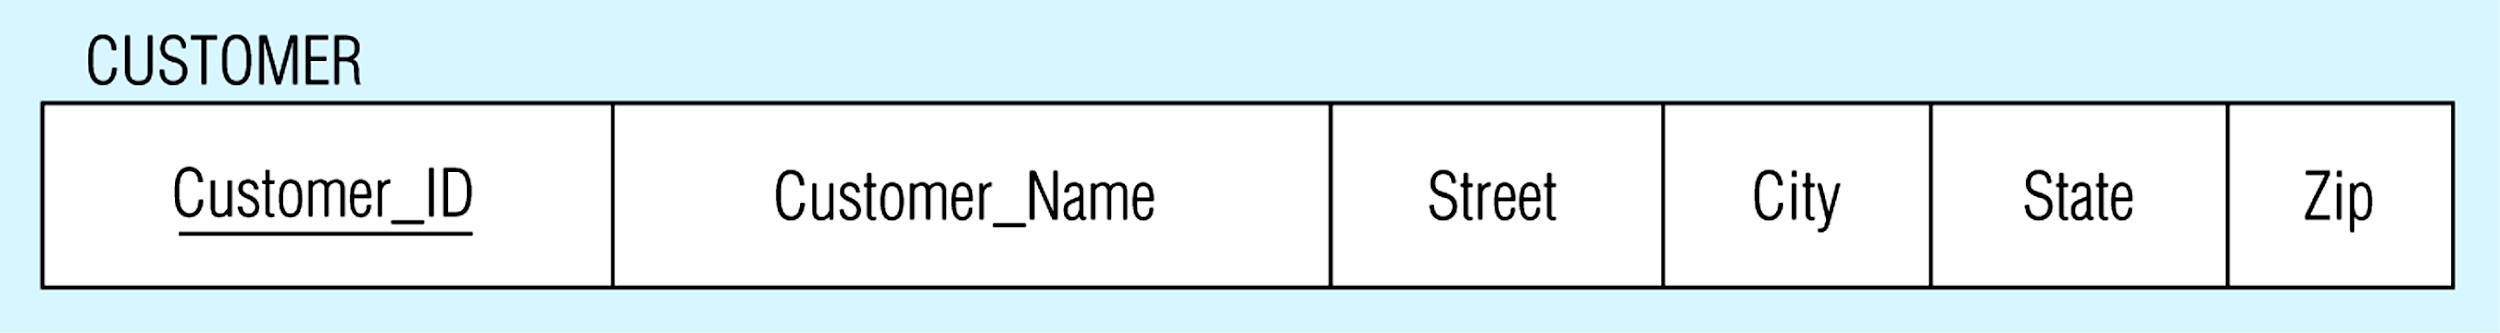 CUSTOMER
Customer_ID Customer_Name Street City State Zip